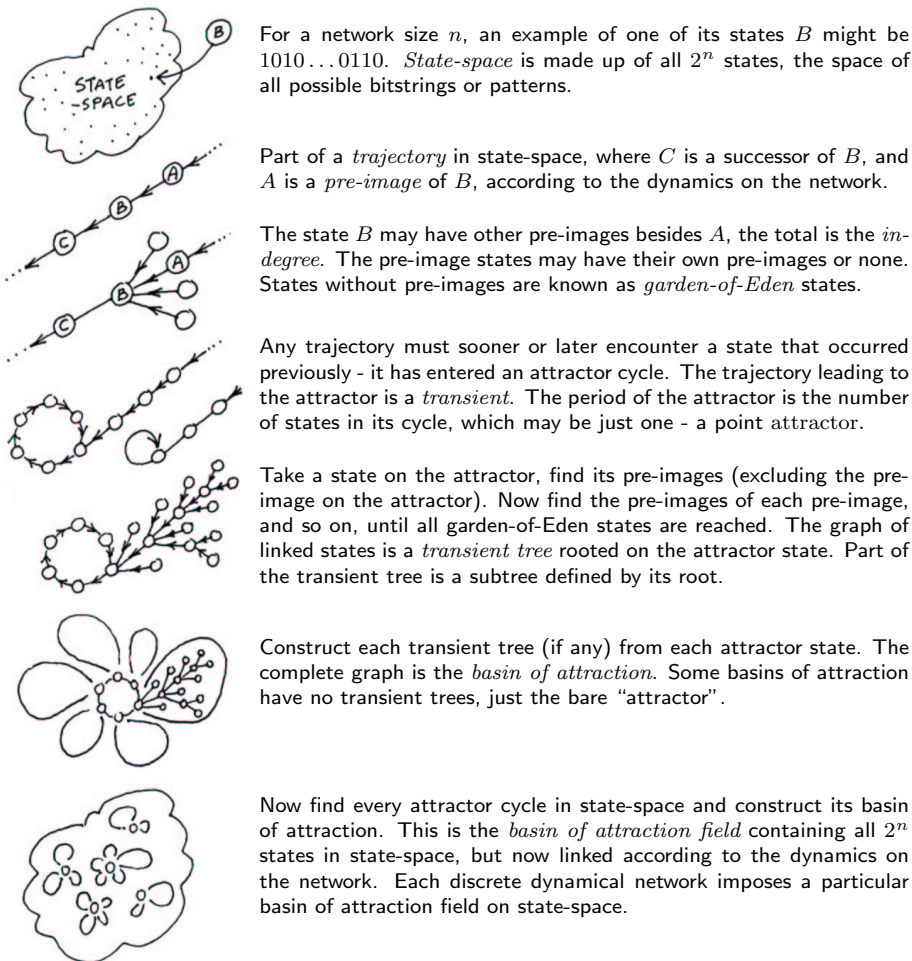 B
STATE
-SPACE
For a network size n, an example of one of its states B might be
1010 . . . 0110. State-space is made up of all 2^n states, the space of
all possible bitstrings or patterns.
A
B
C
Part of a trajectory in state-space, where C is a successor of B, and
A is a pre-image of B, according to the dynamics on the network.
A
B
C
The state B may have other pre-images besides A, the total is the in-
degree. The pre-image states may have their own pre-images or none.
States without pre-images are known as garden-of-Eden states.
Any trajectory must sooner or later encounter a state that occurred
previously - it has entered an attractor cycle. The trajectory leading to
the attractor is a transient. The period of the attractor is the number
of states in its cycle, which may be just one - a point attractor.
Take a state on the attractor, find its pre-images (excluding the pre-
image on the attractor). Now find the pre-images of each pre-image,
and so on, until all garden-of-Eden states are reached. The graph of
linked states is a transient tree rooted on the attractor state. Part of
the transient tree is a subtree defined by its root.
Construct each transient tree (if any) from each attractor state. The
complete graph is the basin of attraction. Some basins of attraction
have no transient trees, just the bare “attractor”.
Now find every attractor cycle in state-space and construct its basin
of attraction. This is the basin of attraction field containing all 2^n
states in state-space, but now linked according to the dynamics on
the network. Each discrete dynamical network imposes a particular
basin of attraction field on state-space.